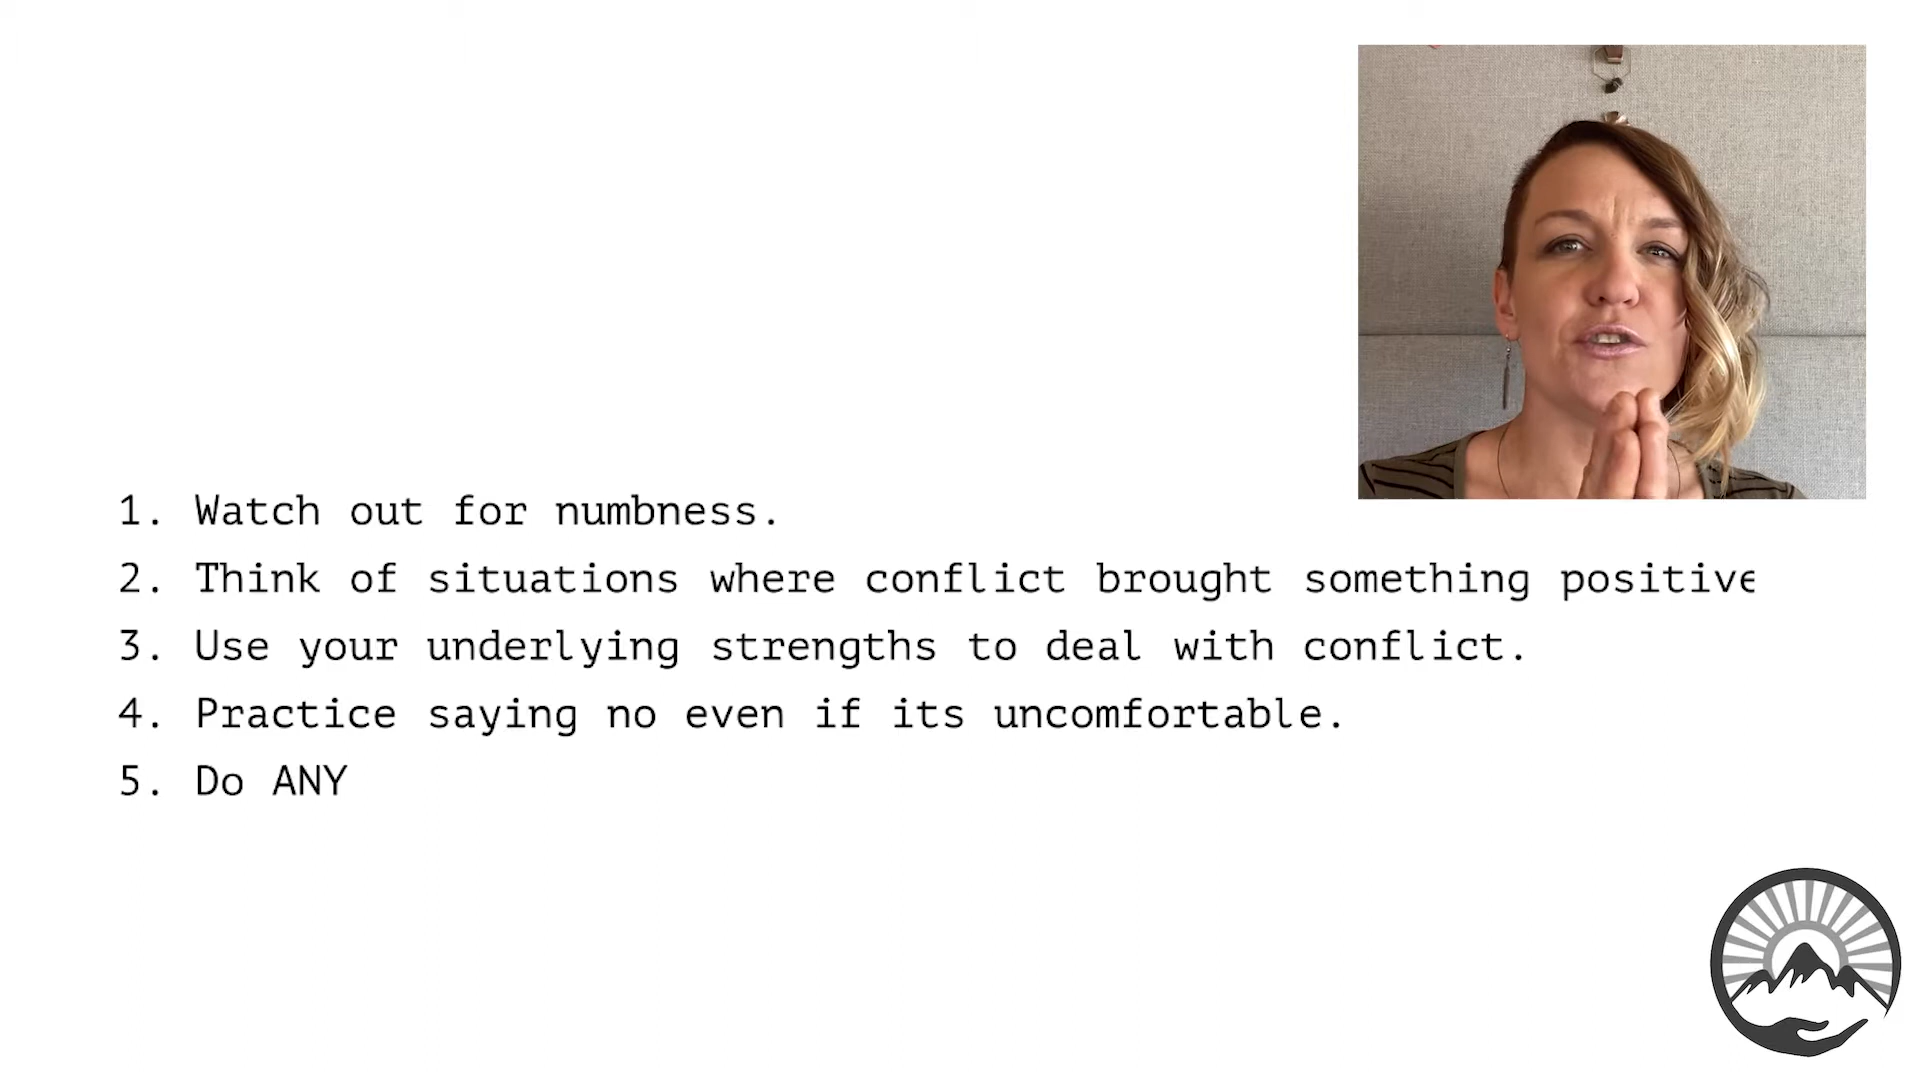 1. Watch out for numbness.
2. Think of situations where conflict brought something positive
3. Use your underlying strengths to deal with conflict.
4. Practice saying no even if its uncomfortable.
5. Do ANY